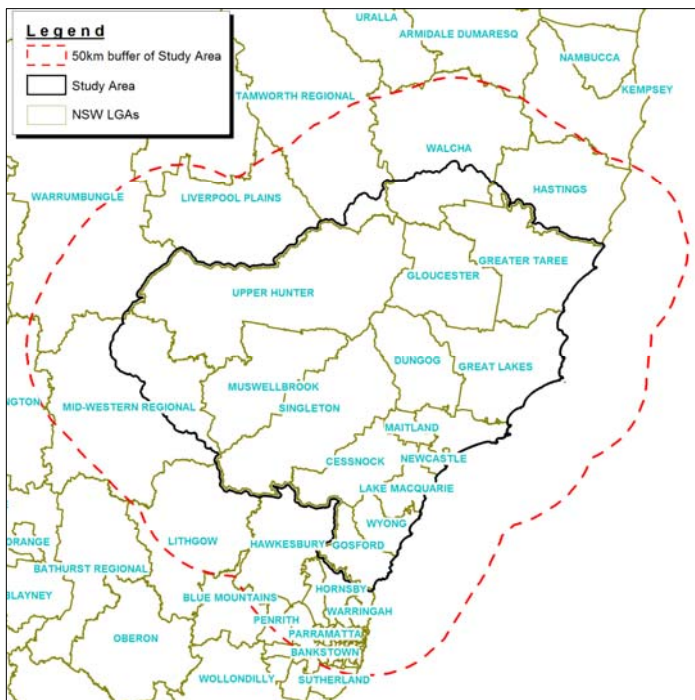 Legend
50km buffer of Study Area
Study Area
NSW LGAs
URALLA
ARMIDALE DUMARESQ
NAMBUCCA
KEMPSEY
TAMWORTH REGIONAL
WALCHA
HASTINGS
WARRUMBUNGLE
LIVERPOOL PLAINS
GREATER TAREE
GLOUCESTER
UPPER HUNTER
DUNGOG
GREAT LAKES
MUSWELLBROOK
NGTON
MID-WESTERN REGIONAL
SINGLETON
MAITLAND
CESSNOCK
NEWCASTLE
LAKE MACQUARIE
WYONG
LITHGOW
HAWKESBURY
GOSFORD
ORANGE
BATHURST REGIONAL
HORNSBY
BLAYNEY
BLUE MOUNTAINS
WARRINGAH
PENRITH
PARRAMATTA
OBERON
BANKSTOWN
WOLLONDILLY
SUTHERLAND